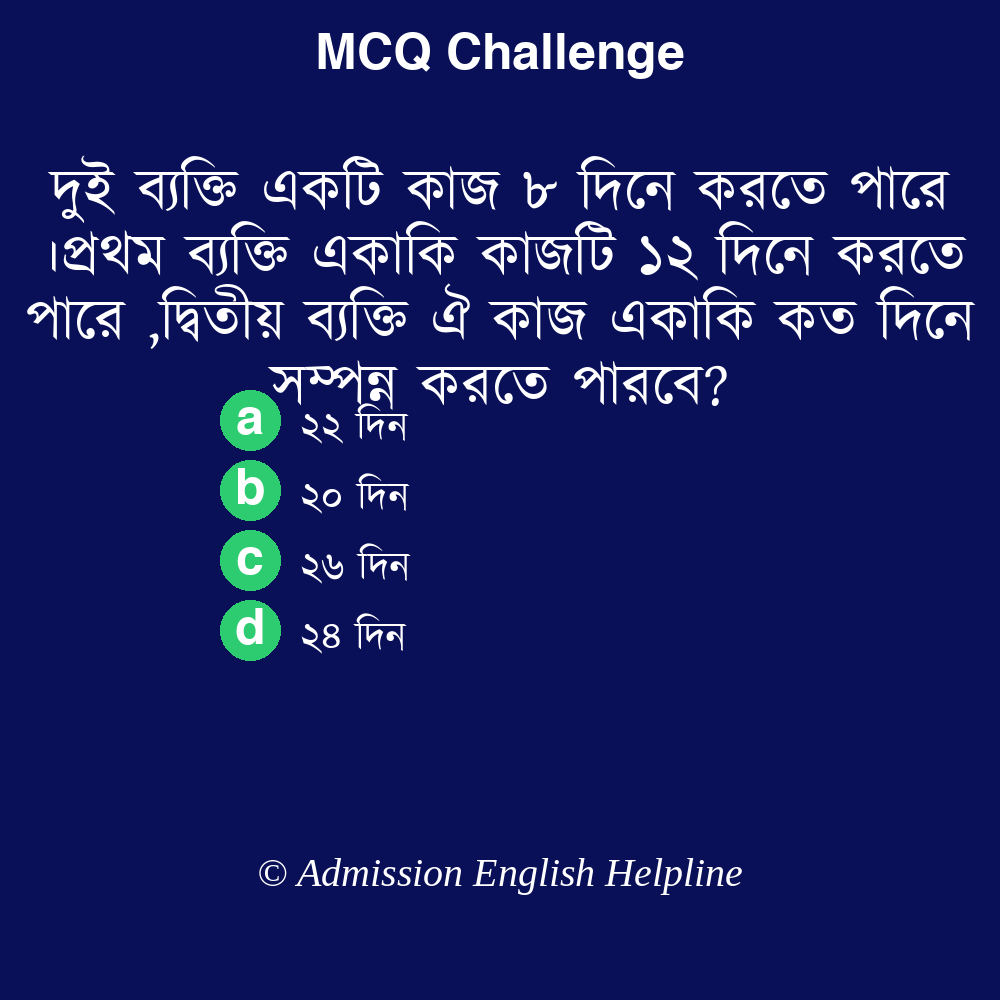 MCQ Challenge
দুই ব্যক্তি একটি কাজ ৮ দিনে করতে পারে
।প্রথম ব্যক্তি একাকি কাজটি ১২ দিনে করতে
পারে ,দ্বিতীয় ব্যক্তি ঐ কাজ একাকি কত দিনে
সম্পন্ন করতে পারবে?
a ২২ দিন
b ২০ দিন
c ২৬ দিন
d ২৪ দিন
© Admission English Helpline